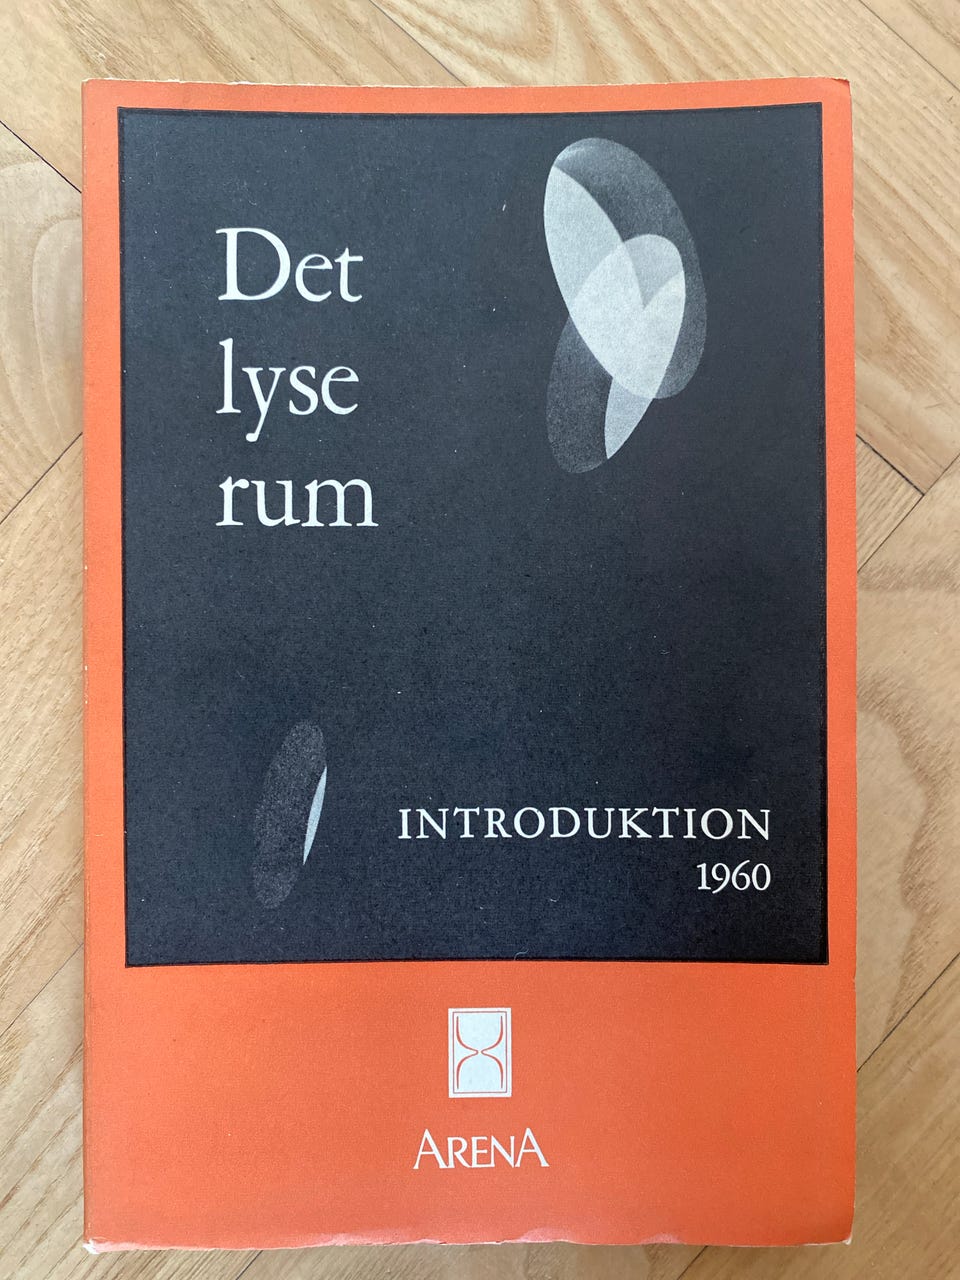 Det
lyse
rum
INTRODUKTION
1960
ARENA